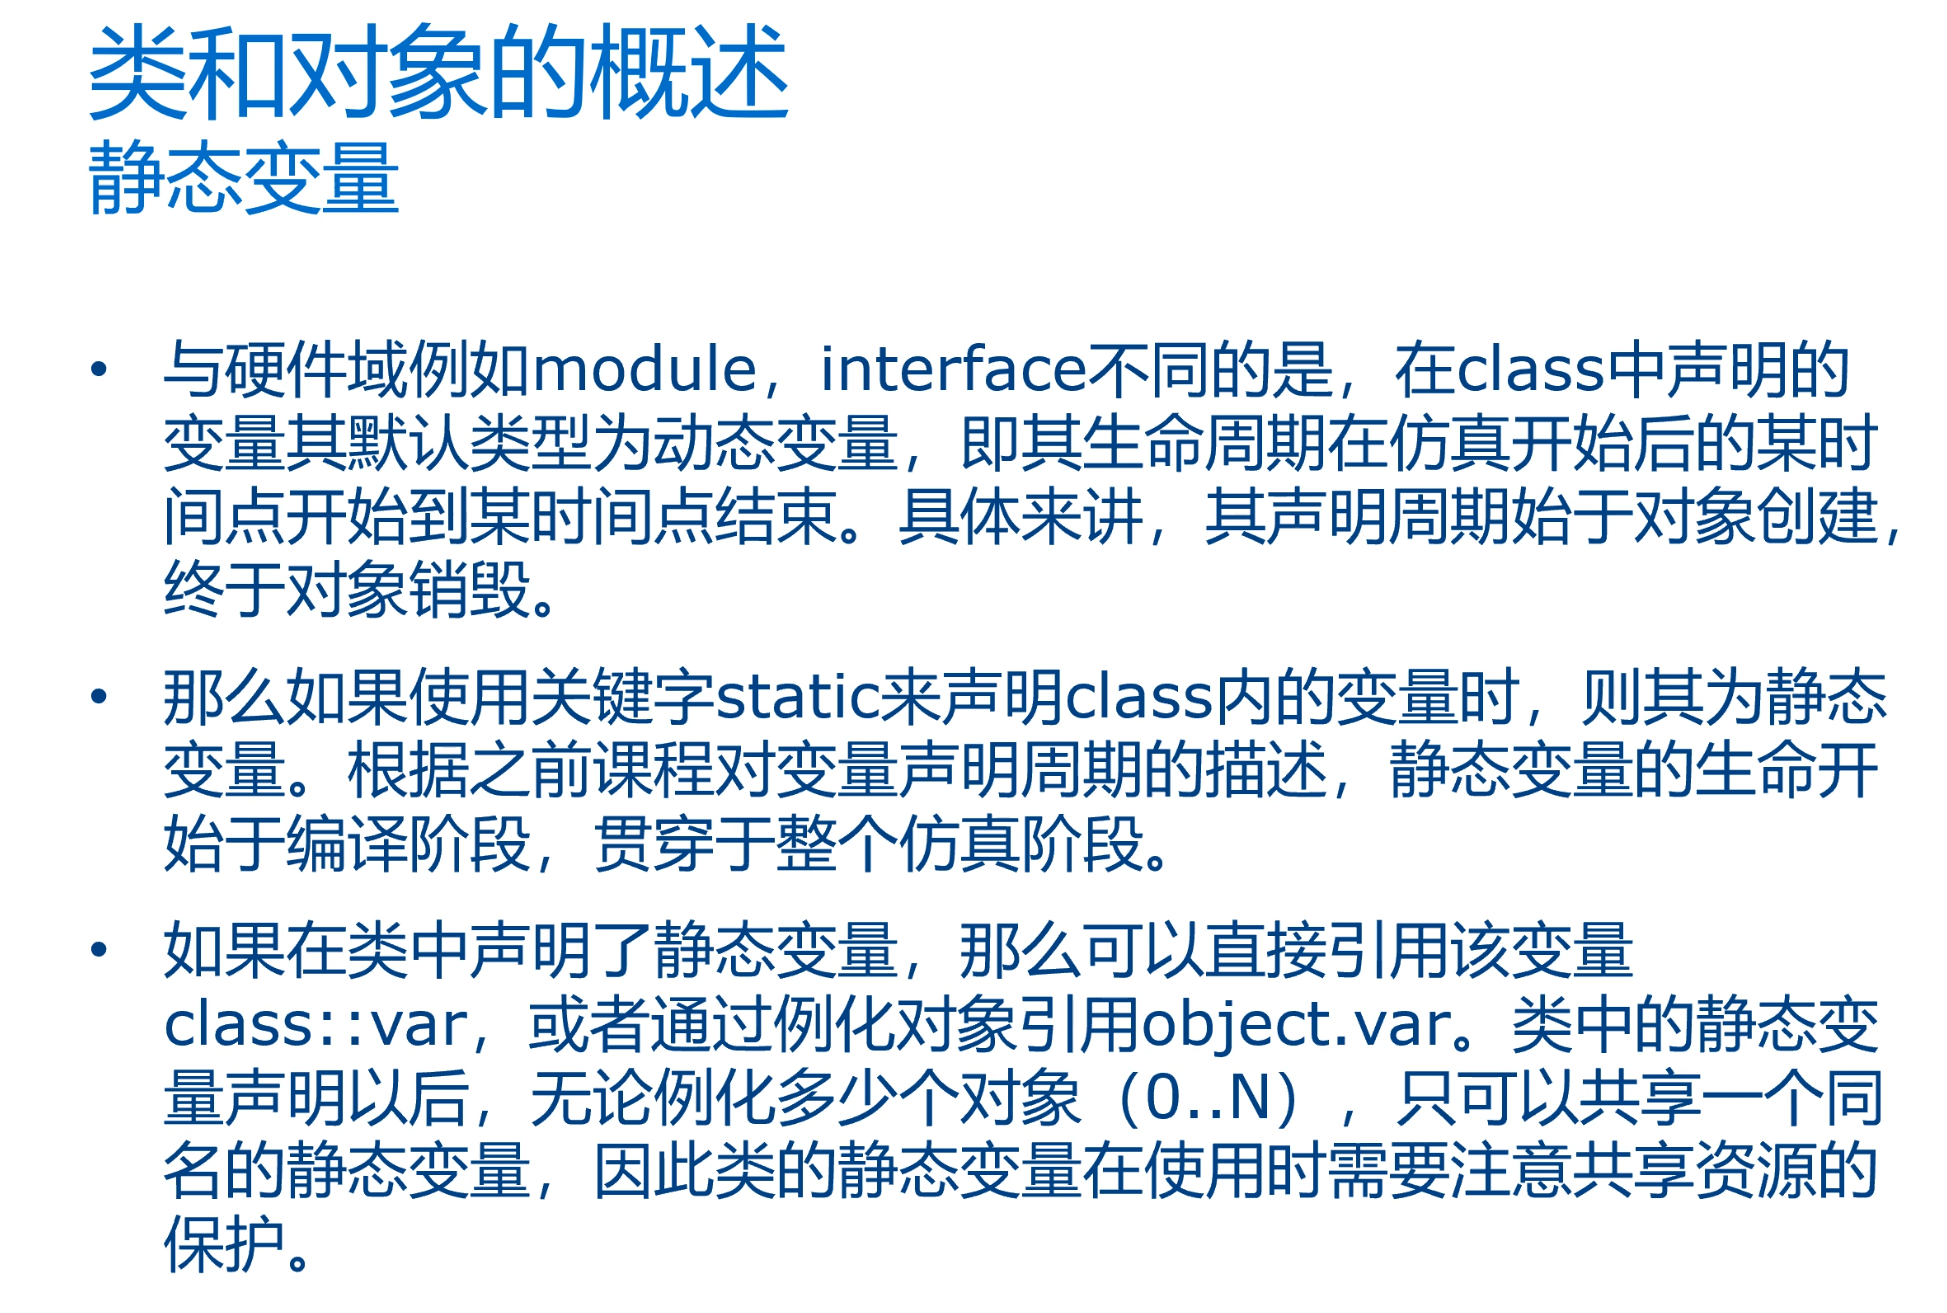 类和对象的概述
静态变量
• 与硬件域例如module，interface不同的是，在class中声明的
变量其默认类型为动态变量，即其生命周期在仿真开始后的某时
间点开始到某时间点结束。具体来讲，其声明周期始于对象创建，
终于对象销毁。
• 那么如果使用关键字static来声明class内的变量时，则其为静态
变量。根据之前课程对变量声明周期的描述，静态变量的生命开
始于编译阶段，贯穿于整个仿真阶段。
• 如果在类中声明了静态变量，那么可以直接引用该变量
class::var，或者通过例化对象引用object.var。类中的静态变
量声明以后，无论例化多少个对象（0..N），只可以共享一个同
名的静态变量，因此类的静态变量在使用时需要注意共享资源的
保护。